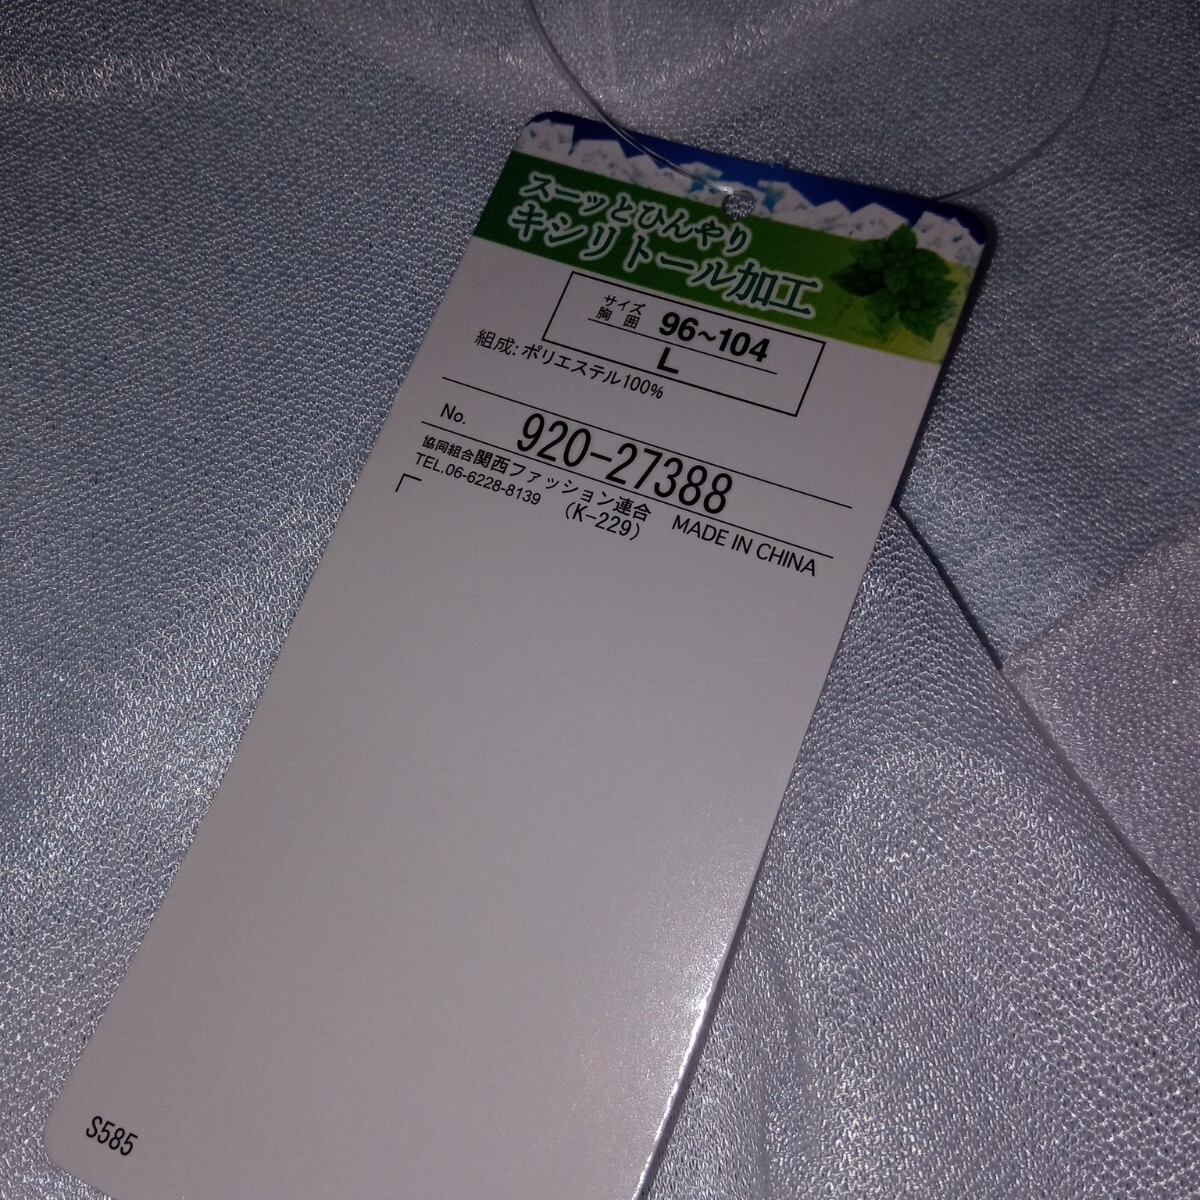 スーッとひんやり
キシリトール加工
サイズ
胸囲 96~104
L
組成:ポリエステル100%
No. 920-27388
協同組合関西ファッション連合 MADE IN CHINA
TEL.06-6228-8139 (K-229)
S585